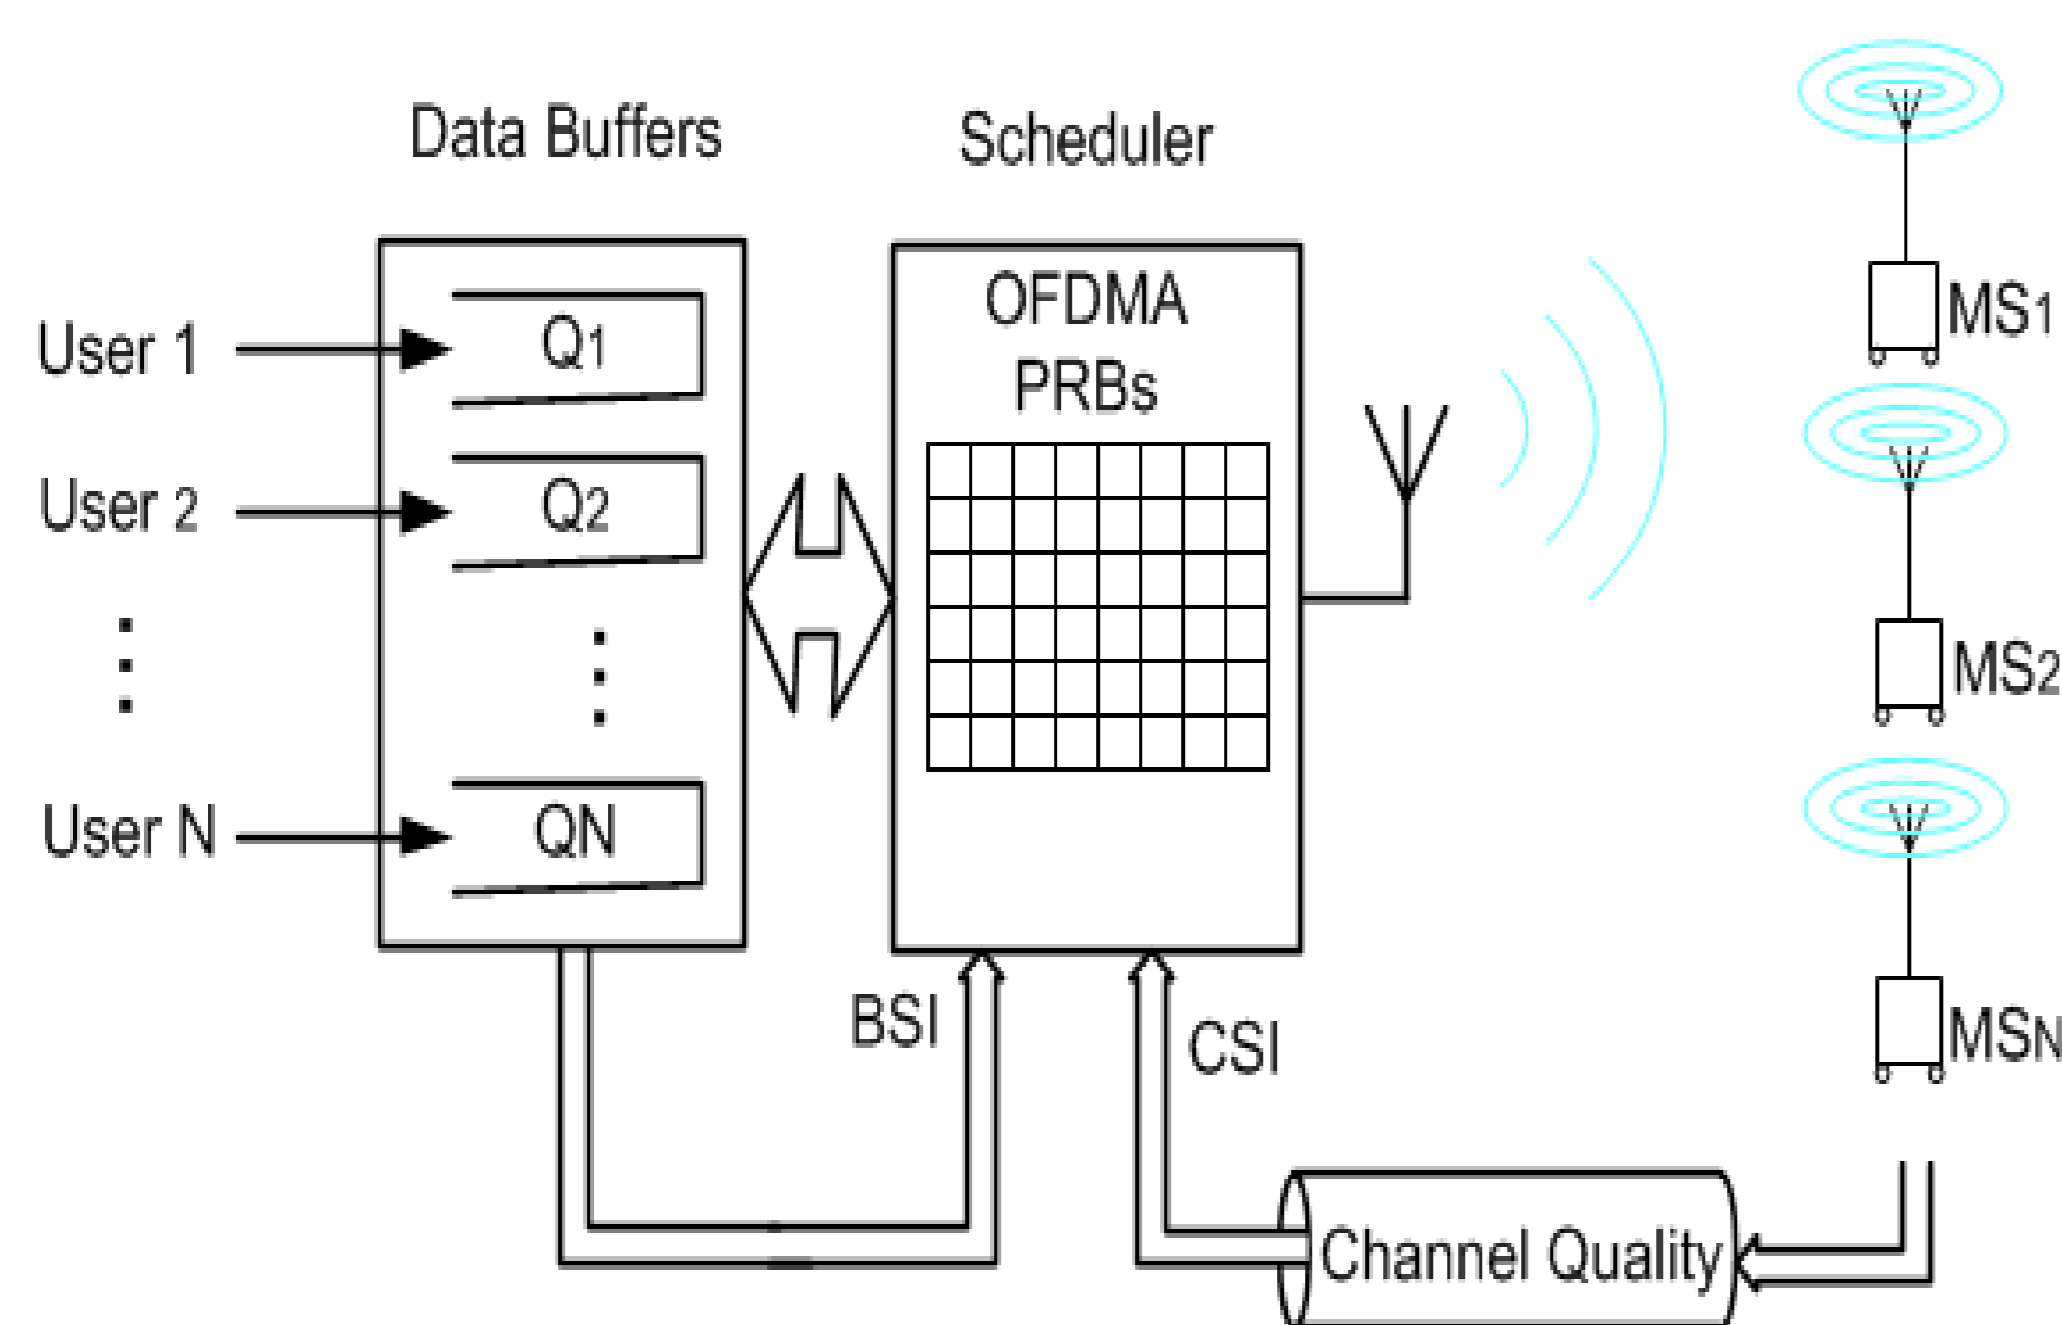 Data Buffers
Scheduler
User 1
Q1
User 2
Q2
User N
QN
OFDMA
PRBs
MS1
MS2
MSN
BSI
CSI
Channel Quality